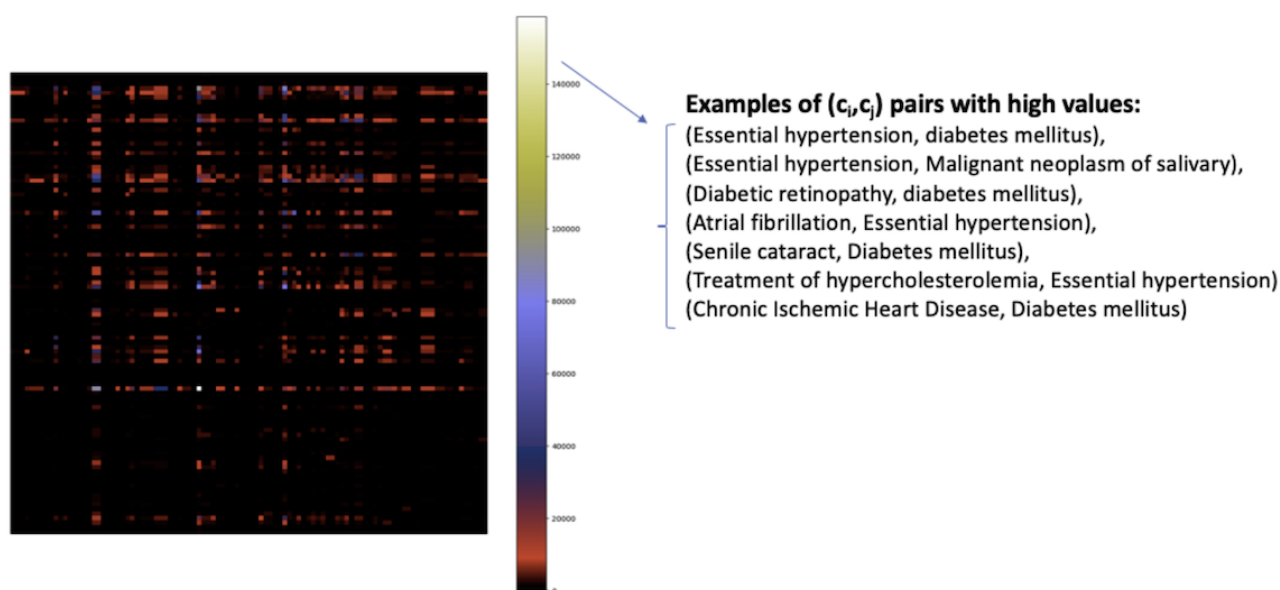 140000
120000
100000
80000
60000
40000
20000
Examples of (ci,cj) pairs with high values:
(Essential hypertension, diabetes mellitus),
(Essential hypertension, Malignant neoplasm of salivary),
(Diabetic retinopathy, diabetes mellitus),
(Atrial fibrillation, Essential hypertension),
(Senile cataract, Diabetes mellitus),
(Treatment of hypercholesterolemia, Essential hypertension)
(Chronic Ischemic Heart Disease, Diabetes mellitus)